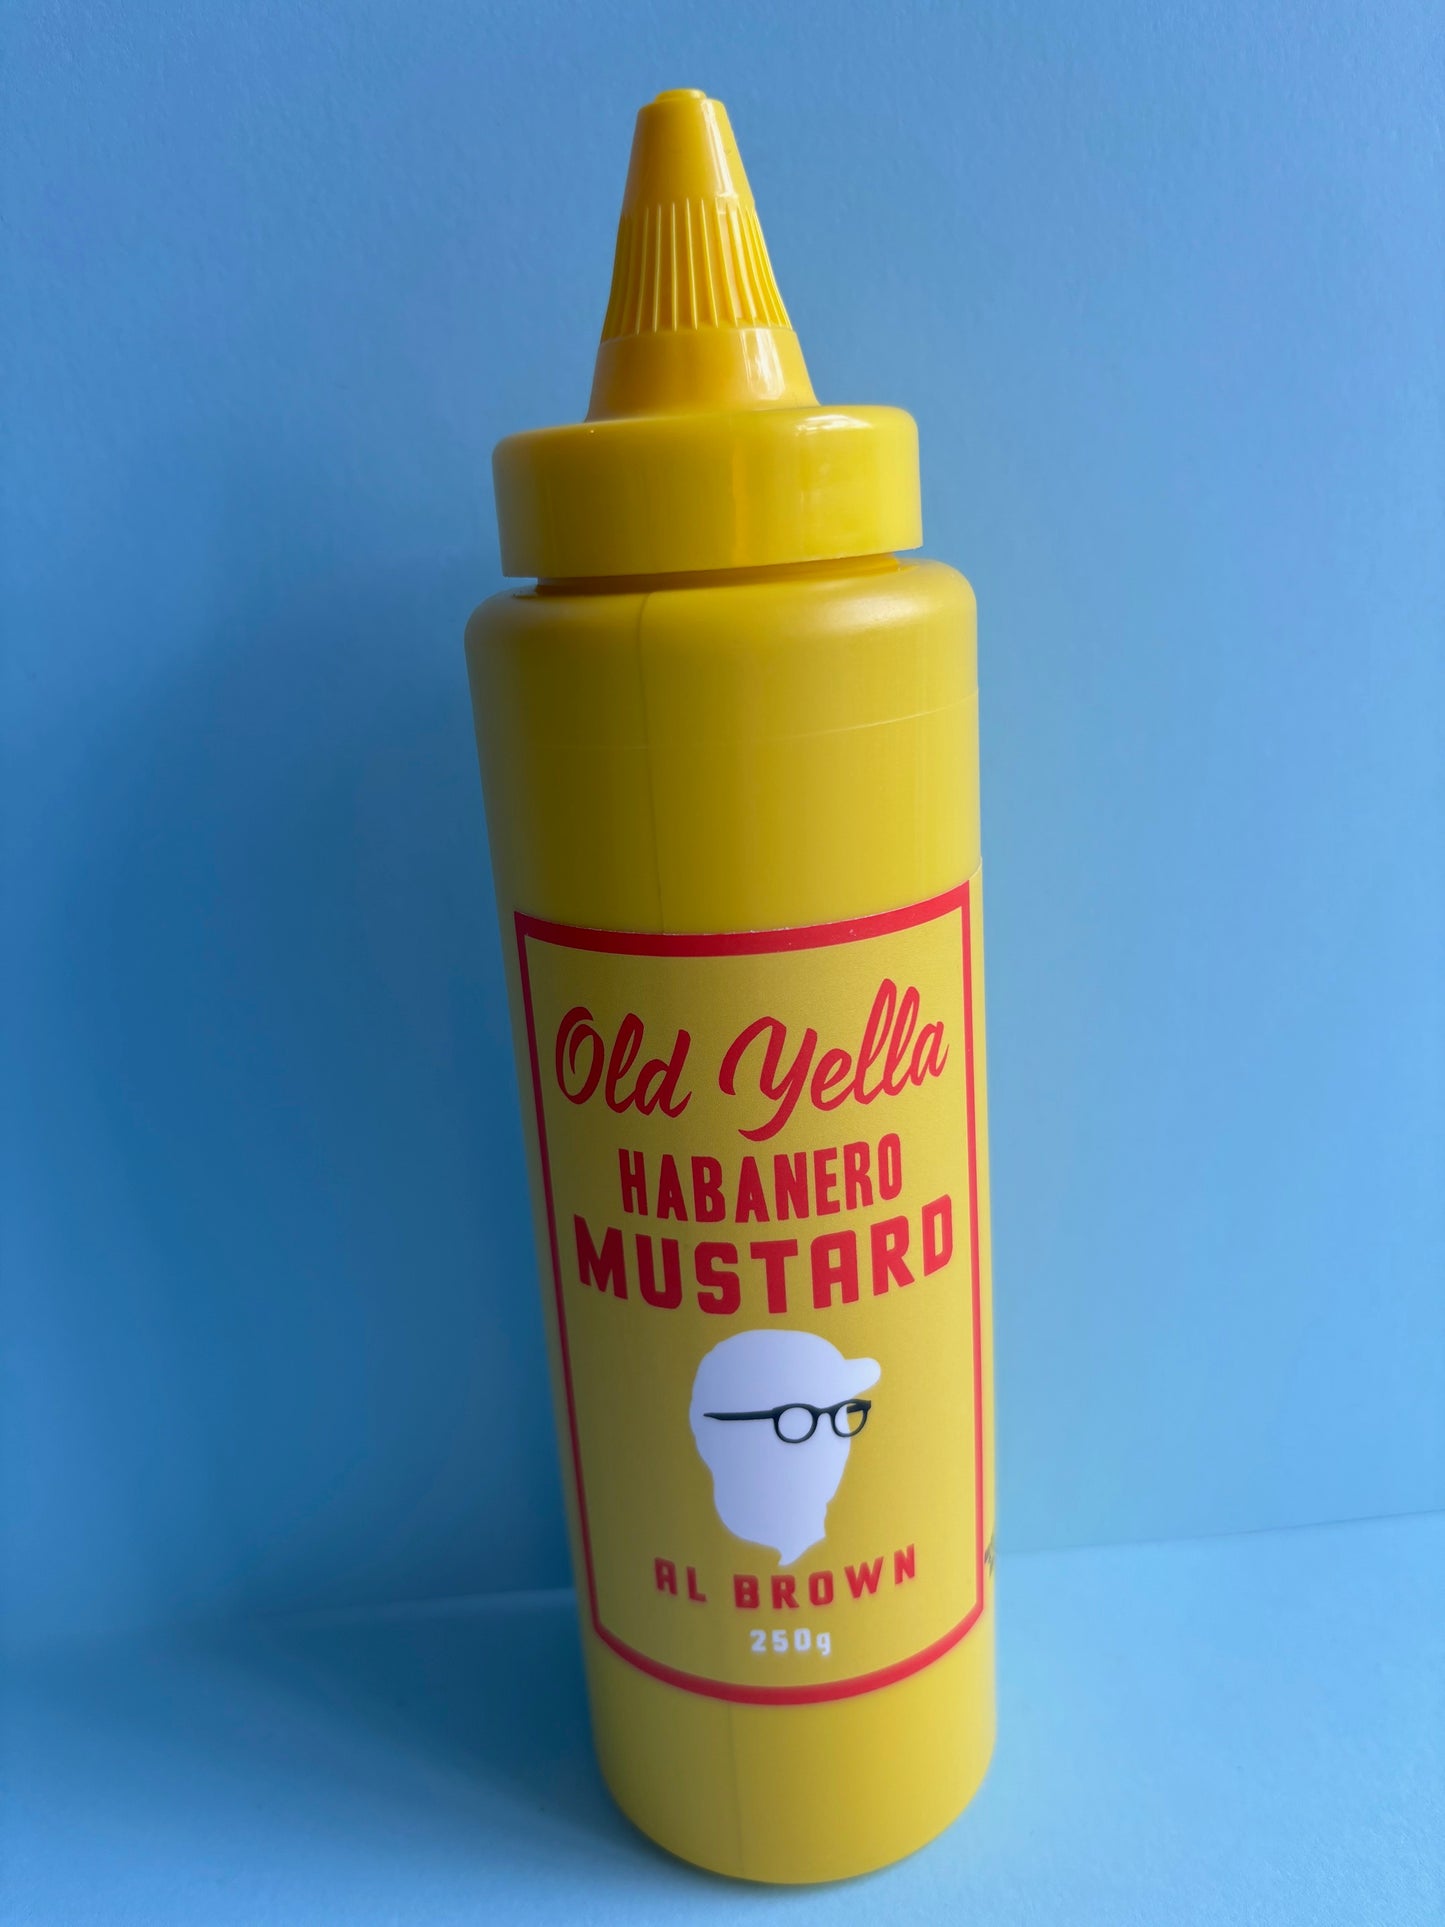 Old Yella
HABANERO
MUSTARD
AL BROWN
250g